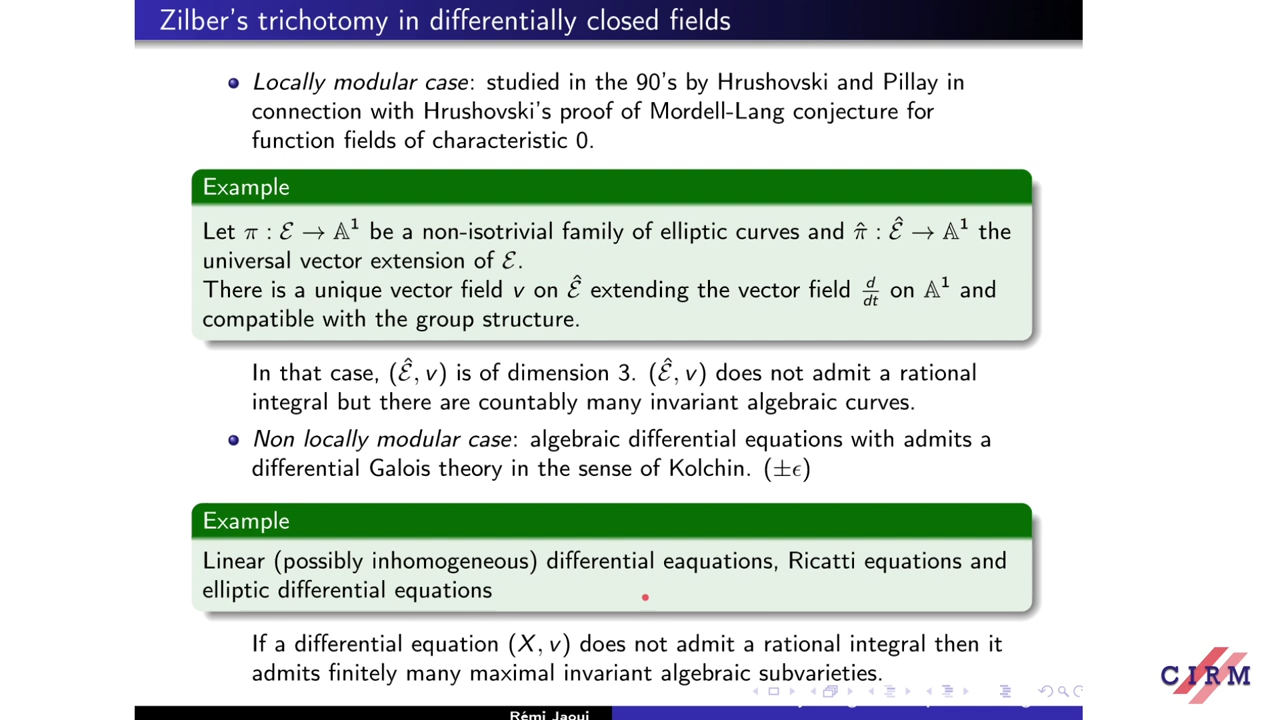 Zilber's trichotomy in differentially closed fields
Locally modular case: studied in the 90's by Hrushovski and Pillay in
connection with Hrushovski's proof of Mordell-Lang conjecture for
function fields of characteristic 0.
Example
Let π : ℰ → 𝔸¹ be a non-isotrivial family of elliptic curves and π̂ : ℰ̂ → 𝔸¹ the
universal vector extension of ℰ.
There is a unique vector field v on ℰ̂ extending the vector field d/dt on 𝔸¹ and
compatible with the group structure.
In that case, (ℰ̂, v) is of dimension 3. (ℰ̂, v) does not admit a rational
integral but there are countably many invariant algebraic curves.
Non locally modular case: algebraic differential equations with admits a
differential Galois theory in the sense of Kolchin. (±ϵ)
Example
Linear (possibly inhomogeneous) differential eaquations, Ricatti equations and
elliptic differential equations
If a differential equation (X, v) does not admit a rational integral then it
admits finitely many maximal invariant algebraic subvarieties.
CIRM
Rémi Jaoui